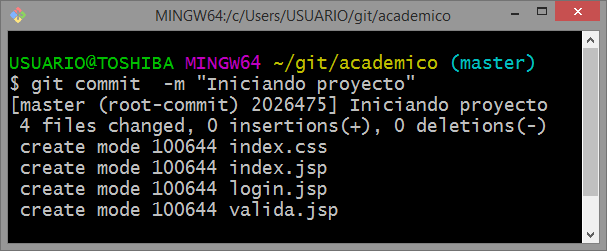 MINGW64:/c/Users/USUARIO/git/academico
USUARIO@TOSHIBA MINGW64 ~/git/academico (master)
$ git commit  -m "Iniciando proyecto"
[master (root-commit) 2026475] Iniciando proyecto
 4 files changed, 0 insertions(+), 0 deletions(-)
 create mode 100644 index.css
 create mode 100644 index.jsp
 create mode 100644 login.jsp
 create mode 100644 valida.jsp